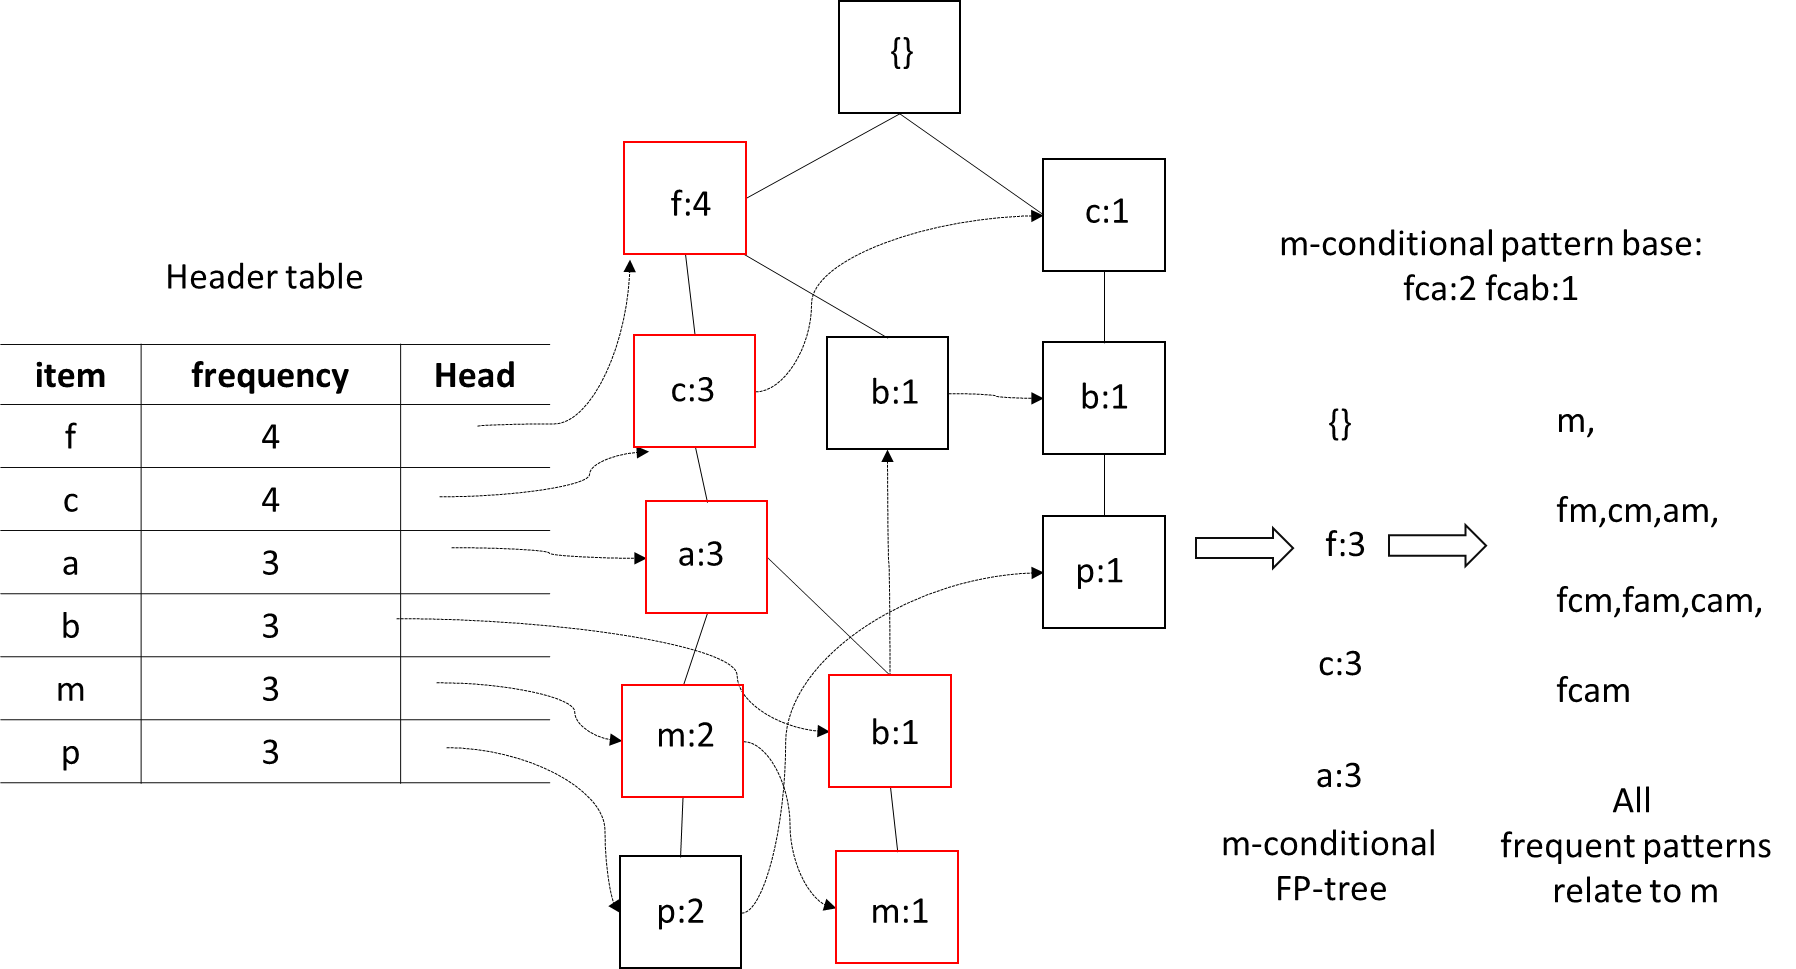 {}
f:4
c:1
c:3
b:1
b:1
a:3
p:1
m:2
b:1
p:2
m:1
Header table
item frequency Head
f 4
c 4
a 3
b 3
m 3
p 3
m-conditional pattern base:
fca:2 fcab:1
{}
f:3
c:3
a:3
m-conditional
FP-tree
m,
fm,cm,am,
fcm,fam,cam,
fcam
All
frequent patterns
relate to m